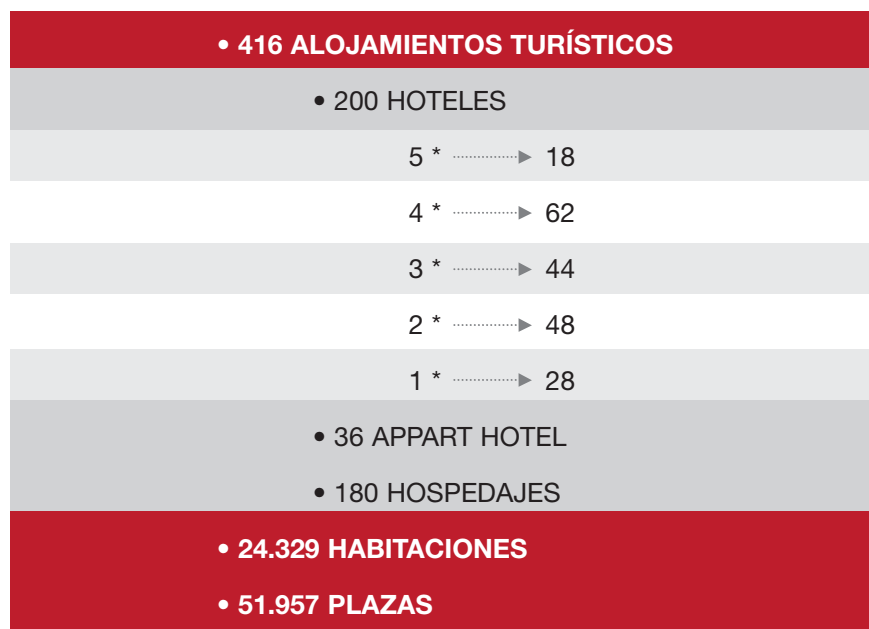 • 416 ALOJAMIENTOS TURÍSTICOS
• 200 HOTELES
5 * 18
4 * 62
3 * 44
2 * 48
1 * 28
• 36 APPART HOTEL
• 180 HOSPEDAJES
• 24.329 HABITACIONES
• 51.957 PLAZAS